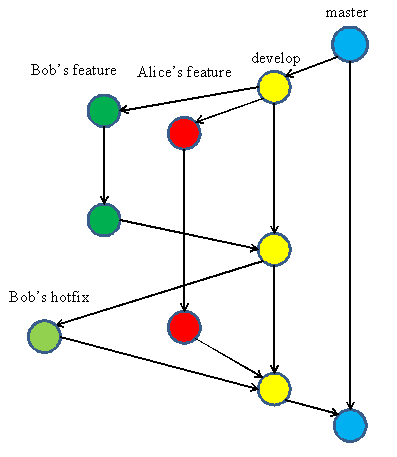 master
develop
Bob's feature
Alice's feature
Bob's hotfix